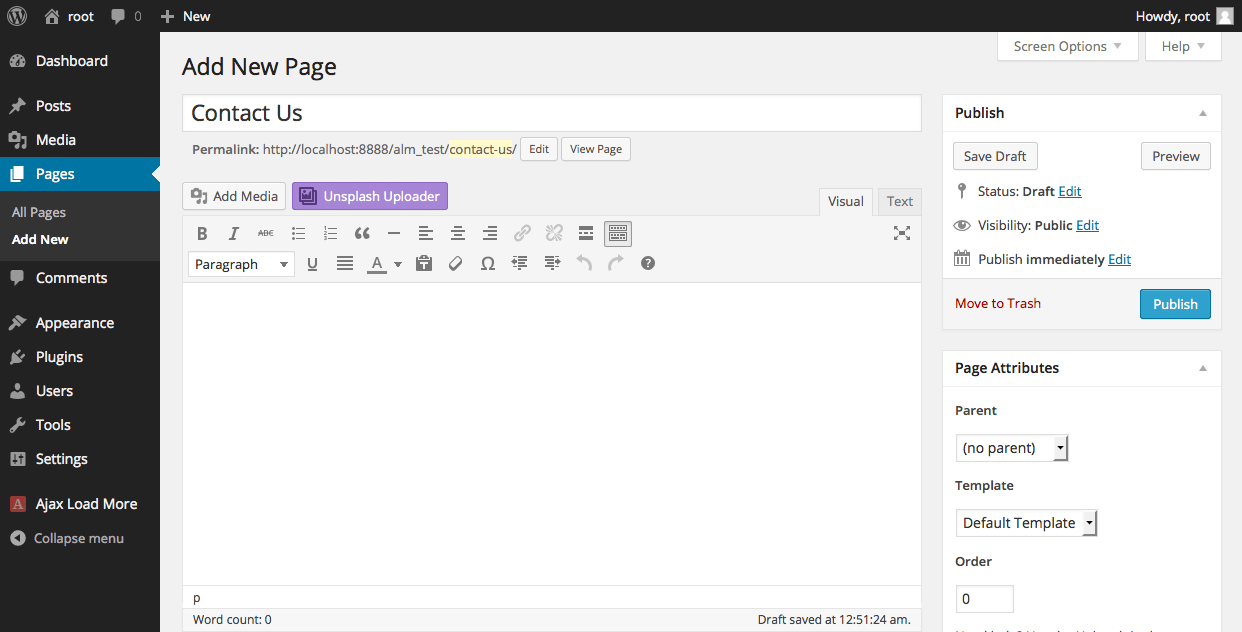 root 0 New Howdy, root
Dashboard
Posts
Media
Pages
All Pages
Add New
Comments
Appearance
Plugins
Users
Tools
Settings
A Ajax Load More
Collapse menu
Screen Options Help
Add New Page
Contact Us
Permalink: http://localhost:8888/alm_test/contact-us/ Edit View Page
Add Media Unsplash Uploader Visual Text
B I ABC
Paragraph U A T Ω ?
p
Word count: 0 Draft saved at 12:51:24 am.
Publish
Save Draft Preview
Status: Draft Edit
Visibility: Public Edit
Publish immediately Edit
Move to Trash Publish
Page Attributes
Parent
(no parent)
Template
Default Template
Order
0